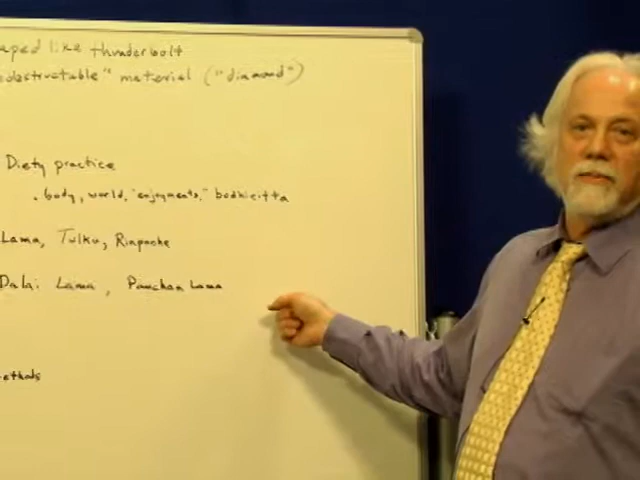 aped like thunderbolt
odestructable" material ("diamond")
Diety practice
. body, world, "enjoyments," bodhicitta
Lama, Tulku, Rinpoche
Dalai Lama, Panchan Lama
ethods